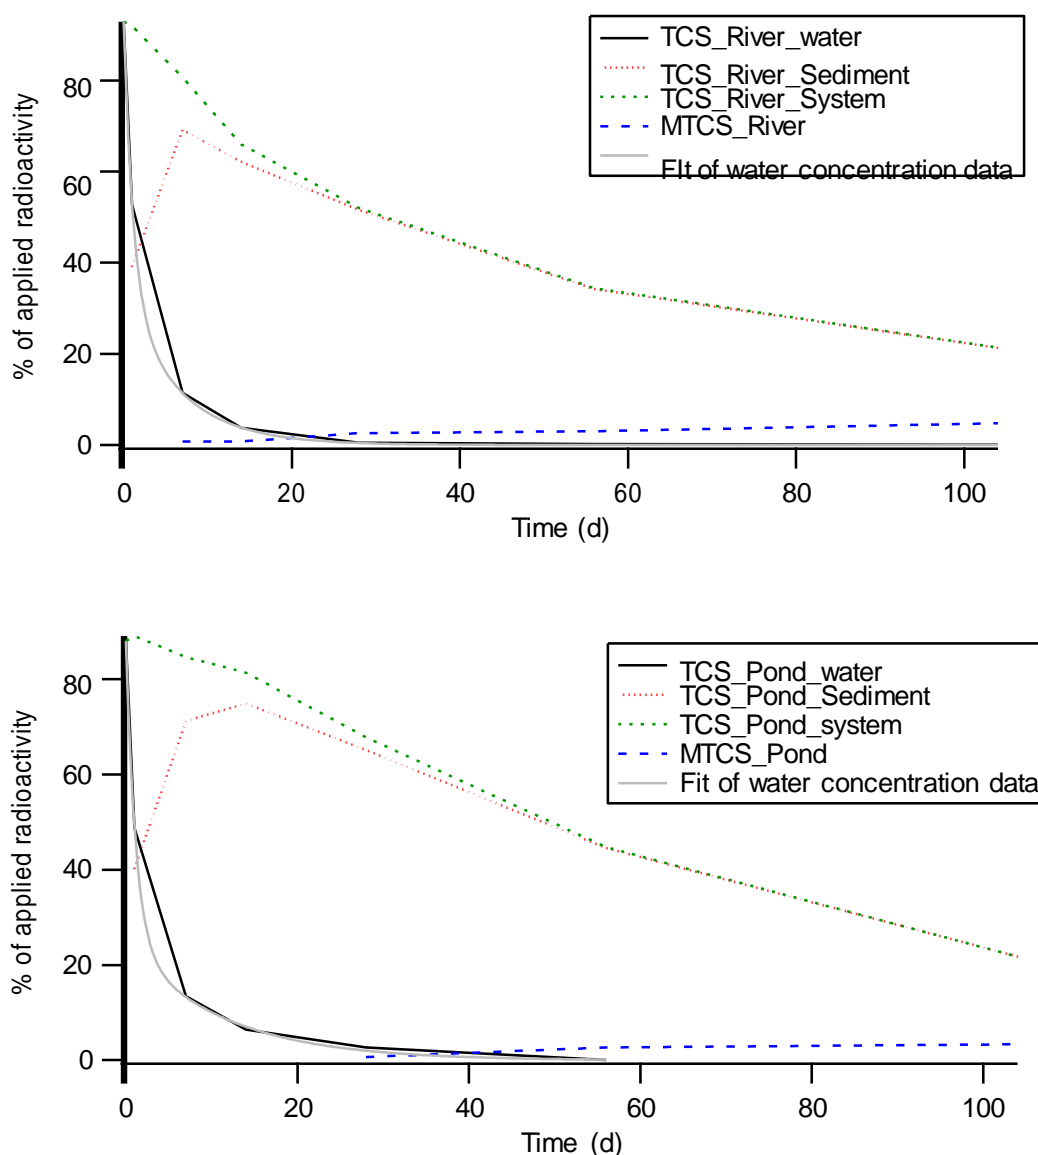 TCS_River_water
TCS_River_Sediment
TCS_River_System
MTCS_River
FIt of water concentration data
% of applied radioactivity
80
60
40
20
0
0 20 40 60 80 100
Time (d)
TCS_Pond_water
TCS_Pond_Sediment
TCS_Pond_system
MTCS_Pond
Fit of water concentration data
% of applied radioactivity
80
60
40
20
0
0 20 40 60 80 100
Time (d)